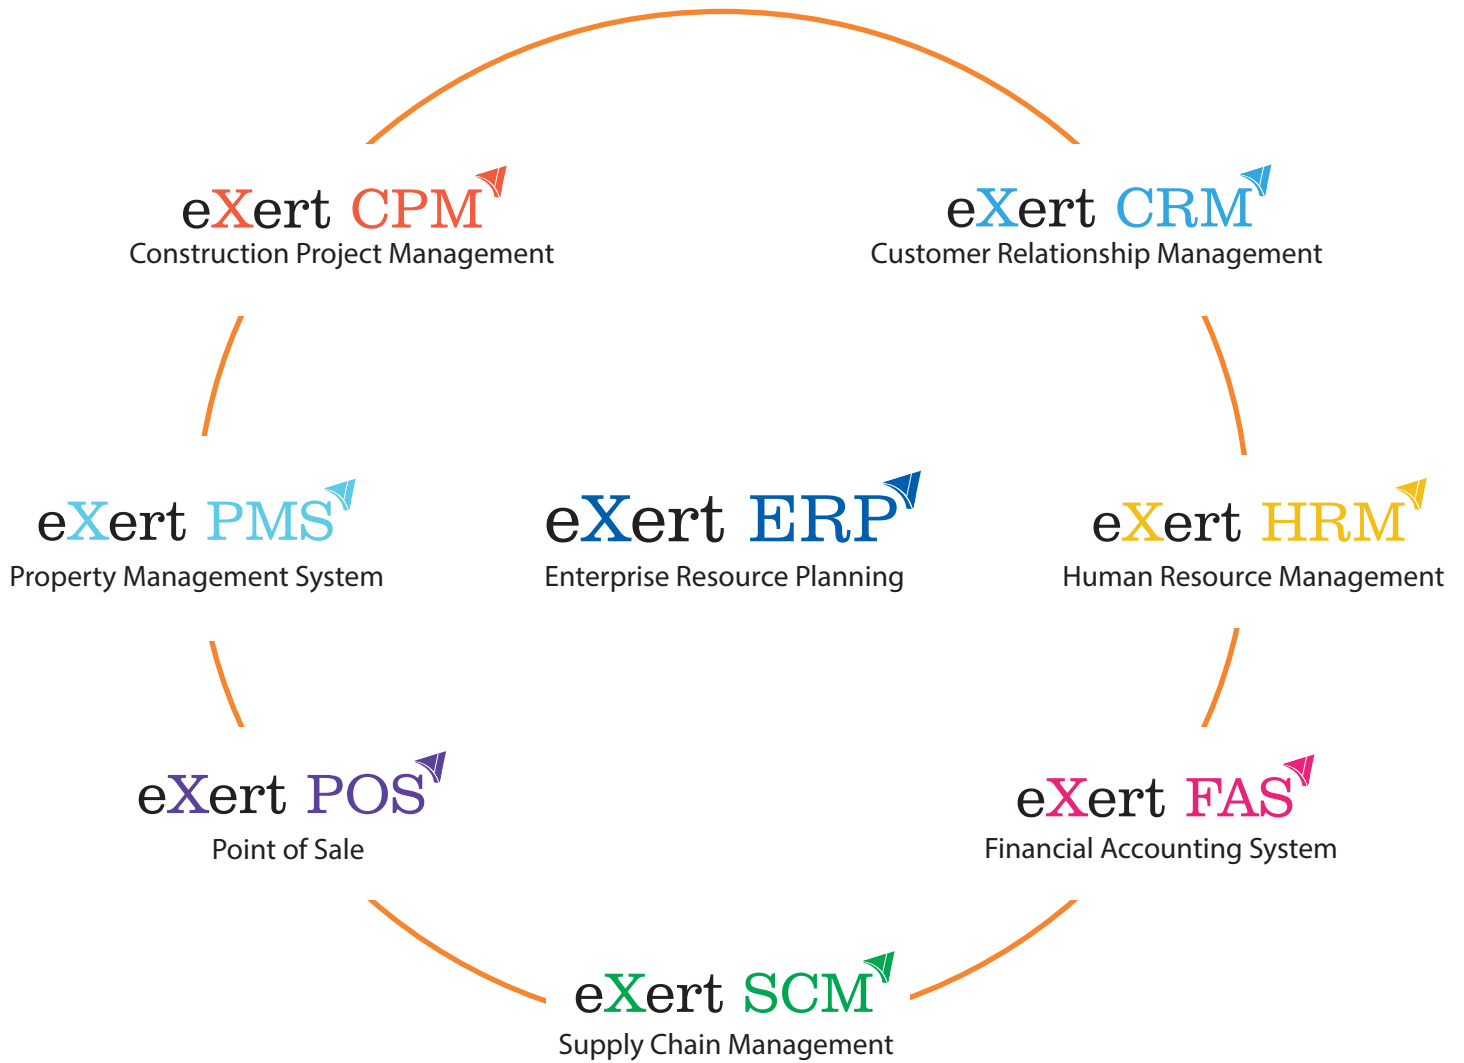 eXert CPM
Construction Project Management
eXert CRM
Customer Relationship Management
eXert PMS
Property Management System
eXert ERP
Enterprise Resource Planning
eXert HRM
Human Resource Management
eXert POS
Point of Sale
eXert FAS
Financial Accounting System
eXert SCM
Supply Chain Management